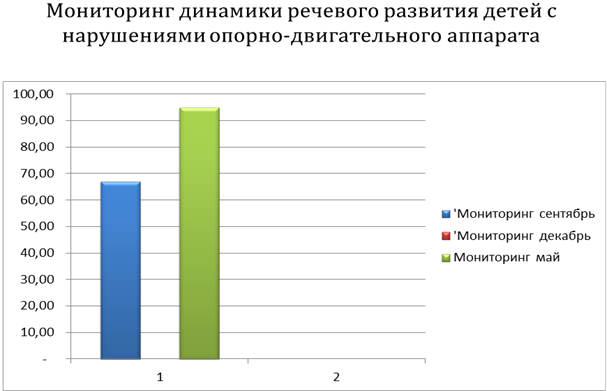 Мониторинг динамики речевого развития детей с
нарушениями опорно-двигательного аппарата
100,00
90,00
80,00
70,00
60,00
50,00
40,00
30,00
20,00
10,00
-
1
2
'Мониторинг сентябрь
'Мониторинг декабрь
Мониторинг май